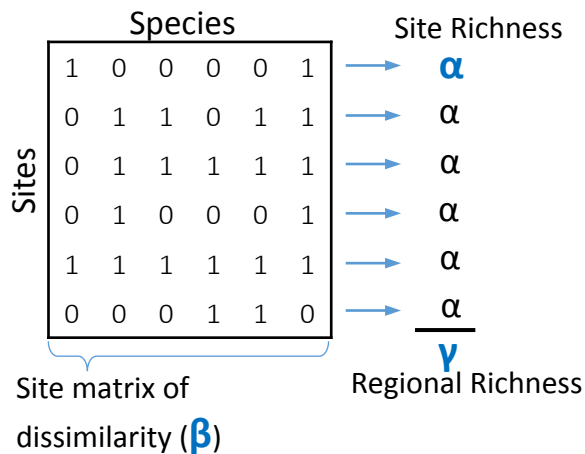 Species
Site Richness
Sites
1 0 0 0 0 1 α
0 1 1 0 1 1 α
0 1 1 1 1 1 α
0 1 0 0 0 1 α
1 1 1 1 1 1 α
0 0 0 1 1 0 α
γ
Regional Richness
Site matrix of
dissimilarity (β)